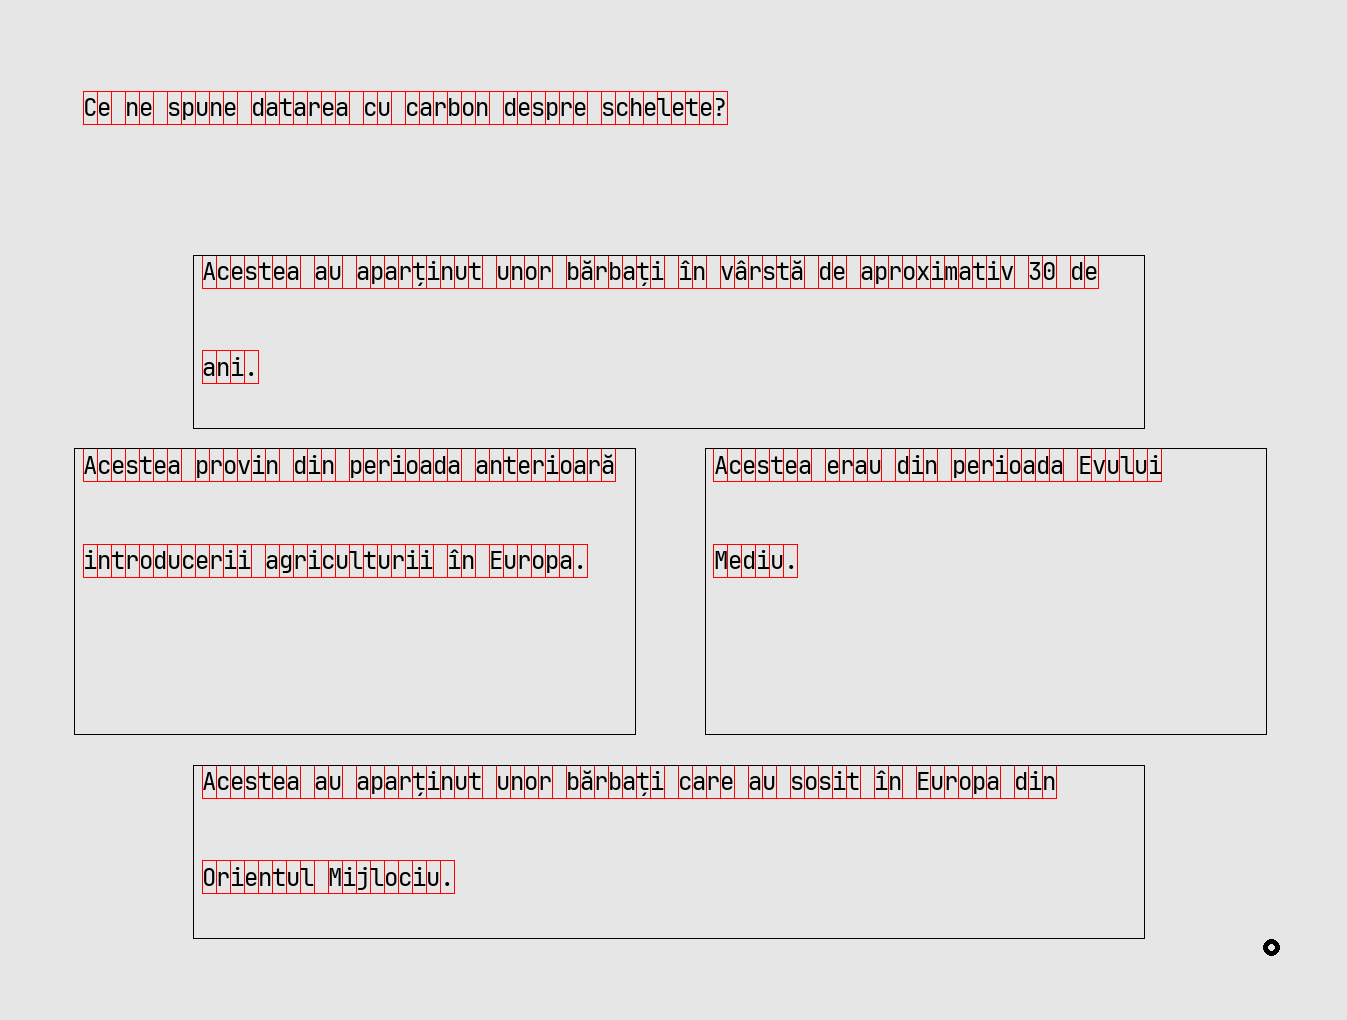 Ce ne spune datarea cu carbon despre schelete?
Acestea au aparținut unor bărbați în vârstă de aproximativ 30 de
ani.
Acestea provin din perioada anterioară
introducerii agriculturii în Europa.
Acestea erau din perioada Evului
Mediu.
Acestea au aparținut unor bărbați care au sosit în Europa din
Orientul Mijlociu.